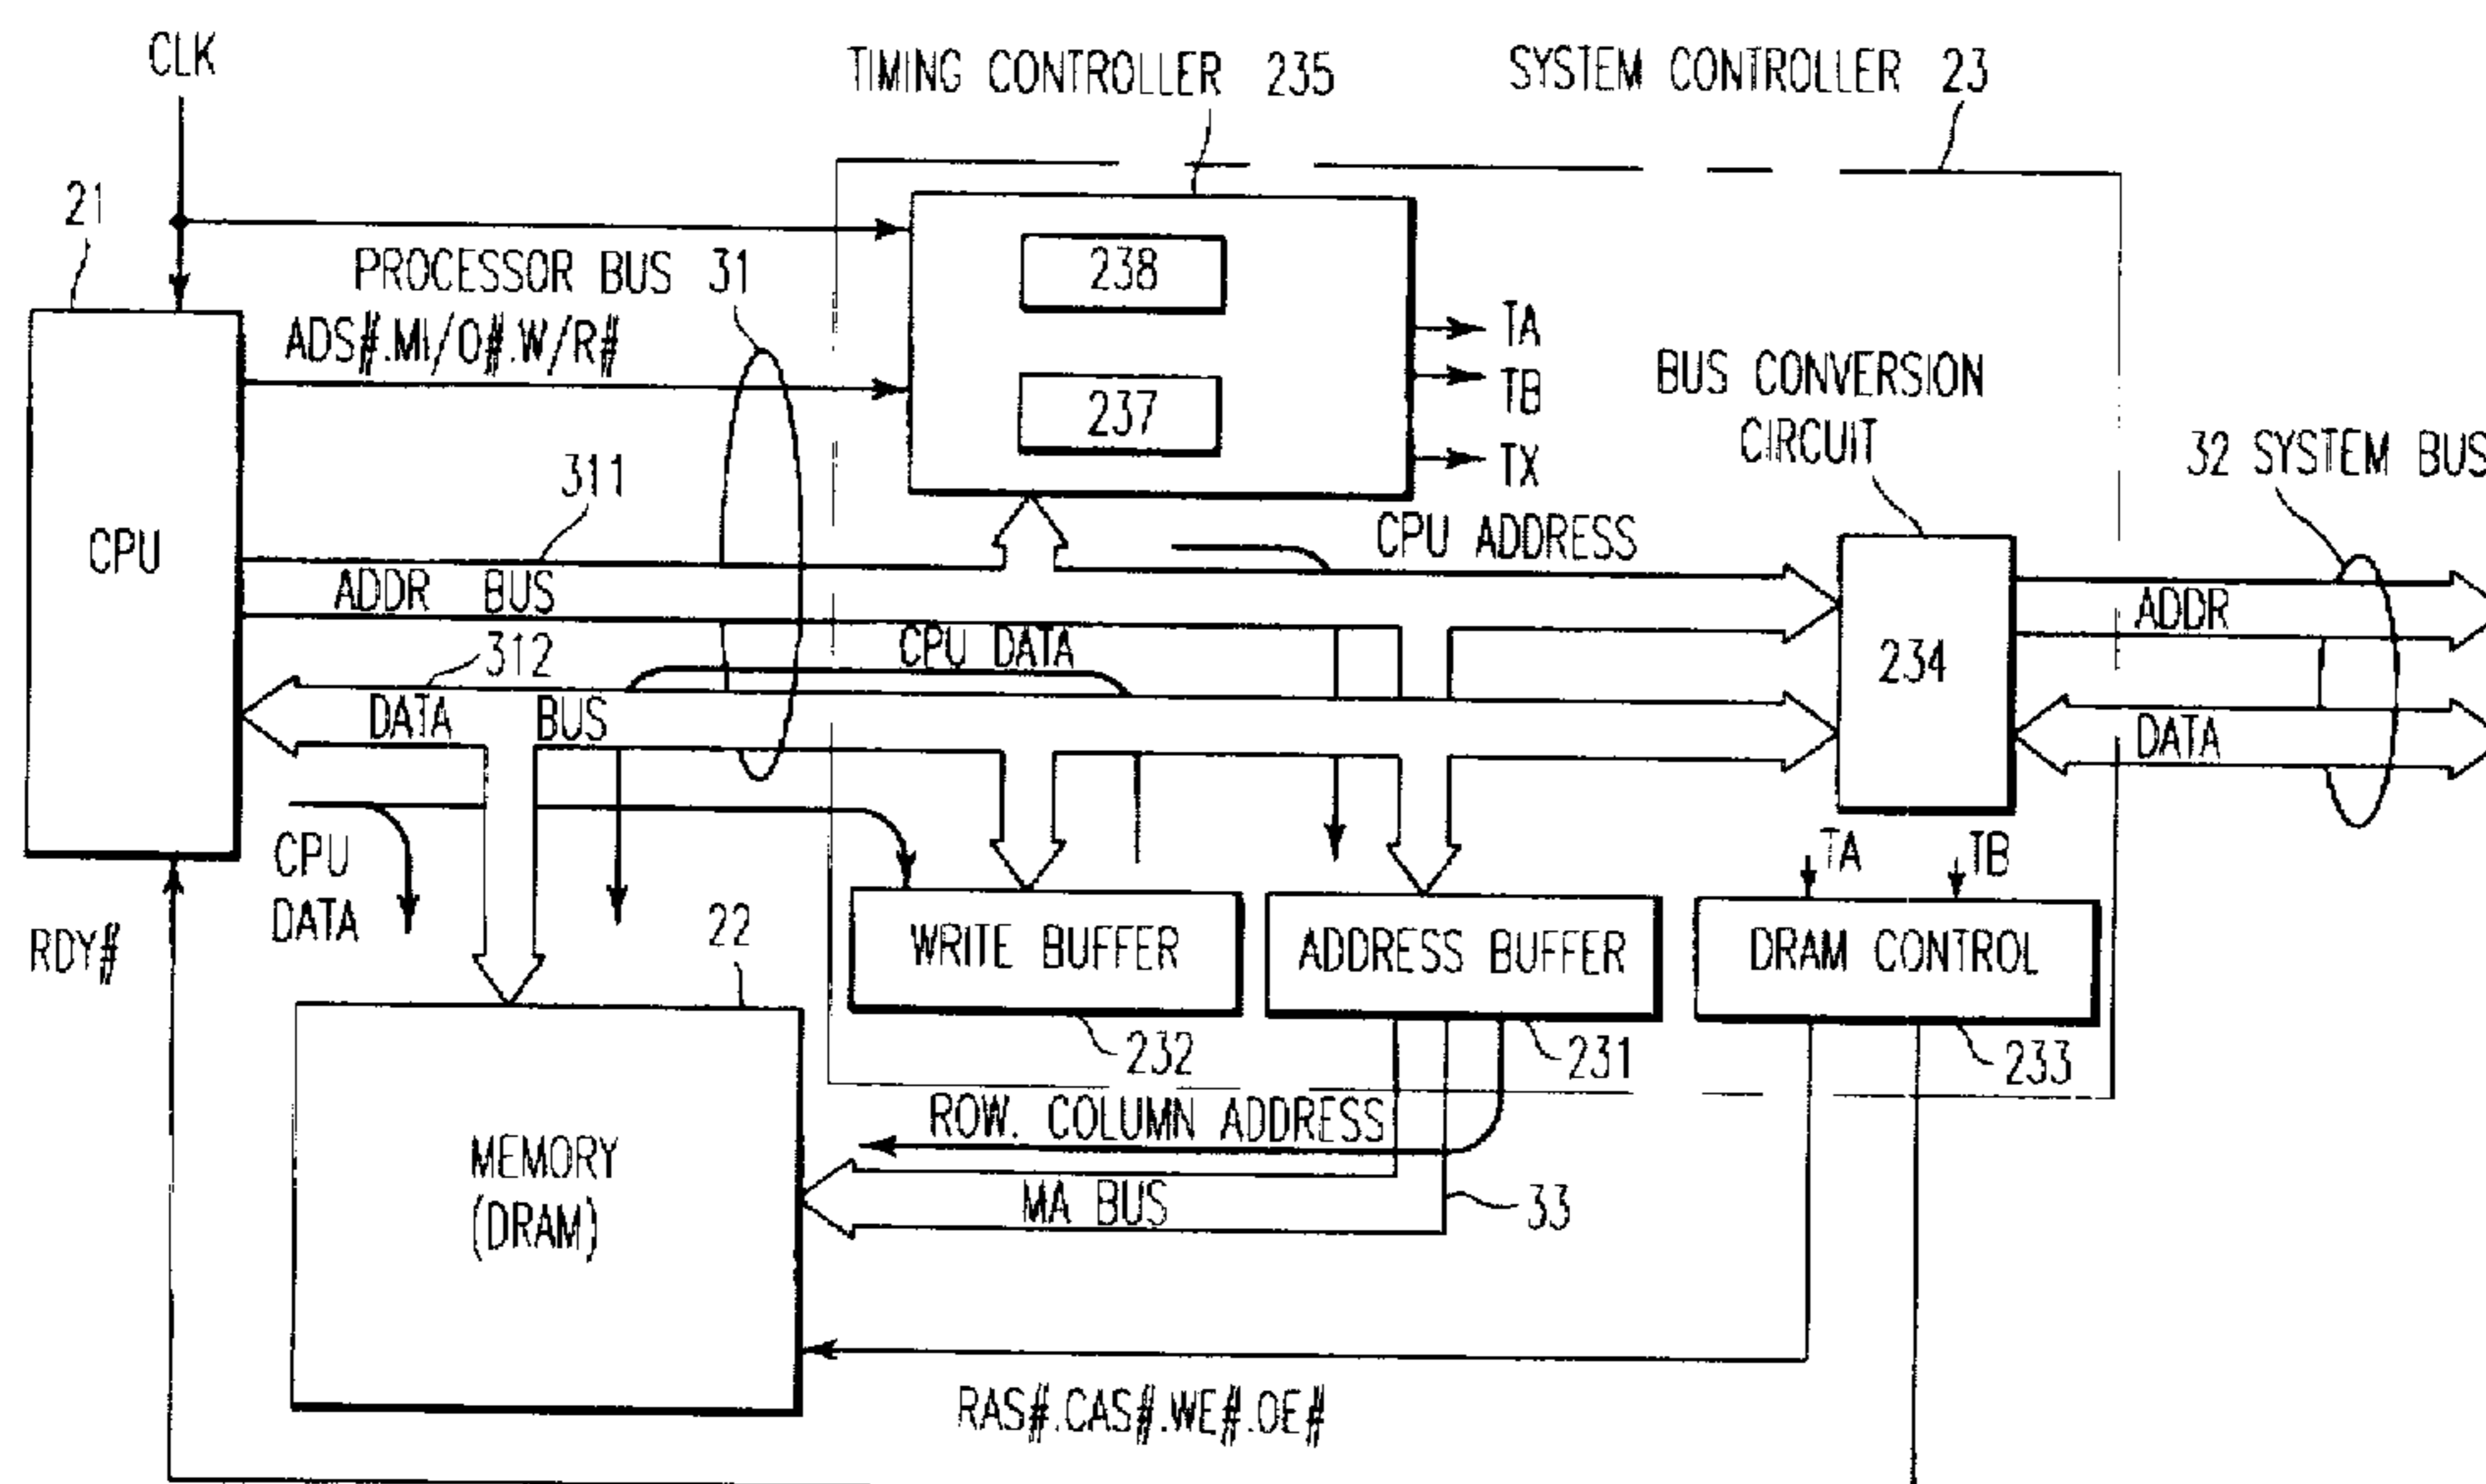 CLK
TIMING CONTROLLER 235
SYSTEM CONTROLLER 23
21
PROCESSOR BUS 31
ADS#.MI/O#.W/R#
238
237
TA
TB
TX
BUS CONVERSION
CIRCUIT
32 SYSTEM BUS
311
CPU
CPU ADDRESS
ADDR BUS
ADDR
312
CPU DATA
234
DATA BUS
DATA
CPU
DATA
TA
TB
22
RDY#
WRITE BUFFER
ADDRESS BUFFER
DRAM CONTROL
232
231
233
ROW. COLUMN ADDRESS
MEMORY
(DRAM)
MA BUS
33
RAS#.CAS#.WE#.OE#